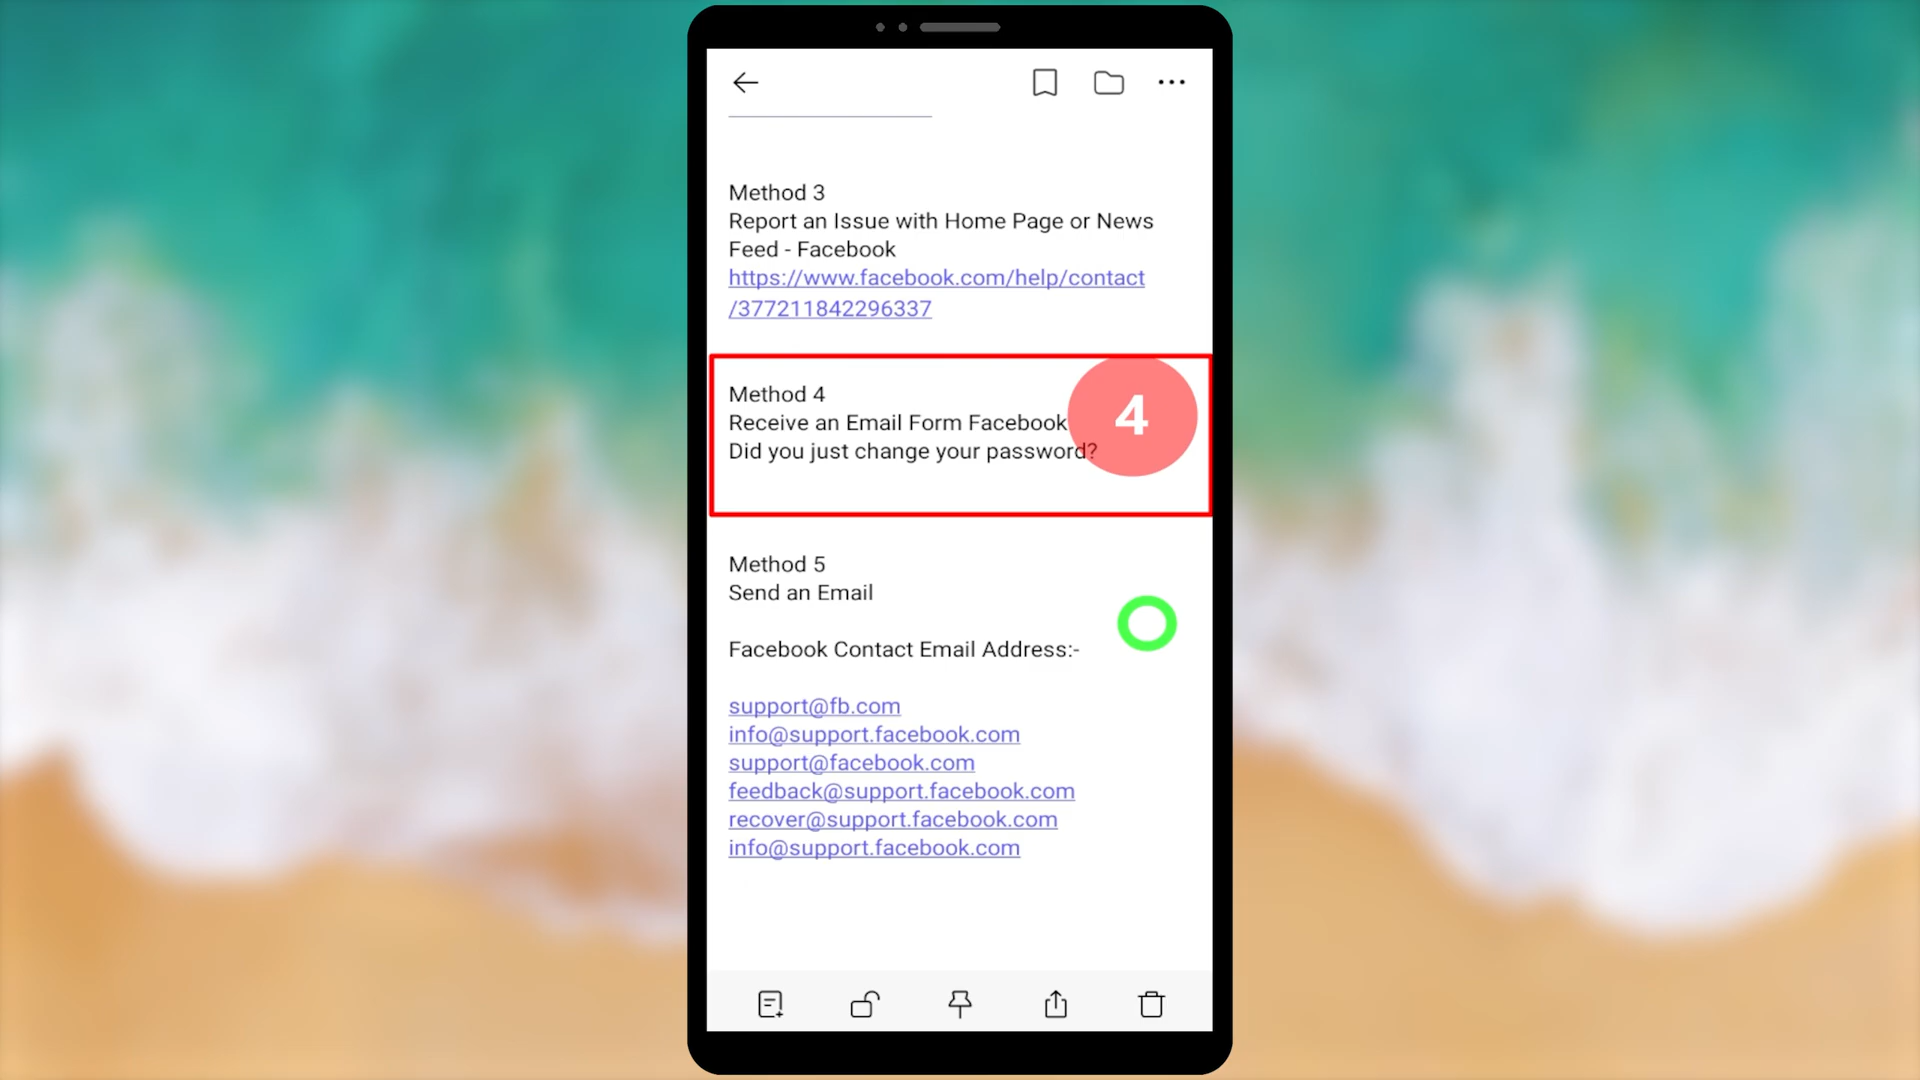 Method 3
Report an Issue with Home Page or News
Feed - Facebook
https://www.facebook.com/help/contact
/377211842296337
Method 4
Receive an Email Form Facebook
Did you just change your password?
4
Method 5
Send an Email
Facebook Contact Email Address:-
support@fb.com
info@support.facebook.com
support@facebook.com
feedback@support.facebook.com
recover@support.facebook.com
info@support.facebook.com